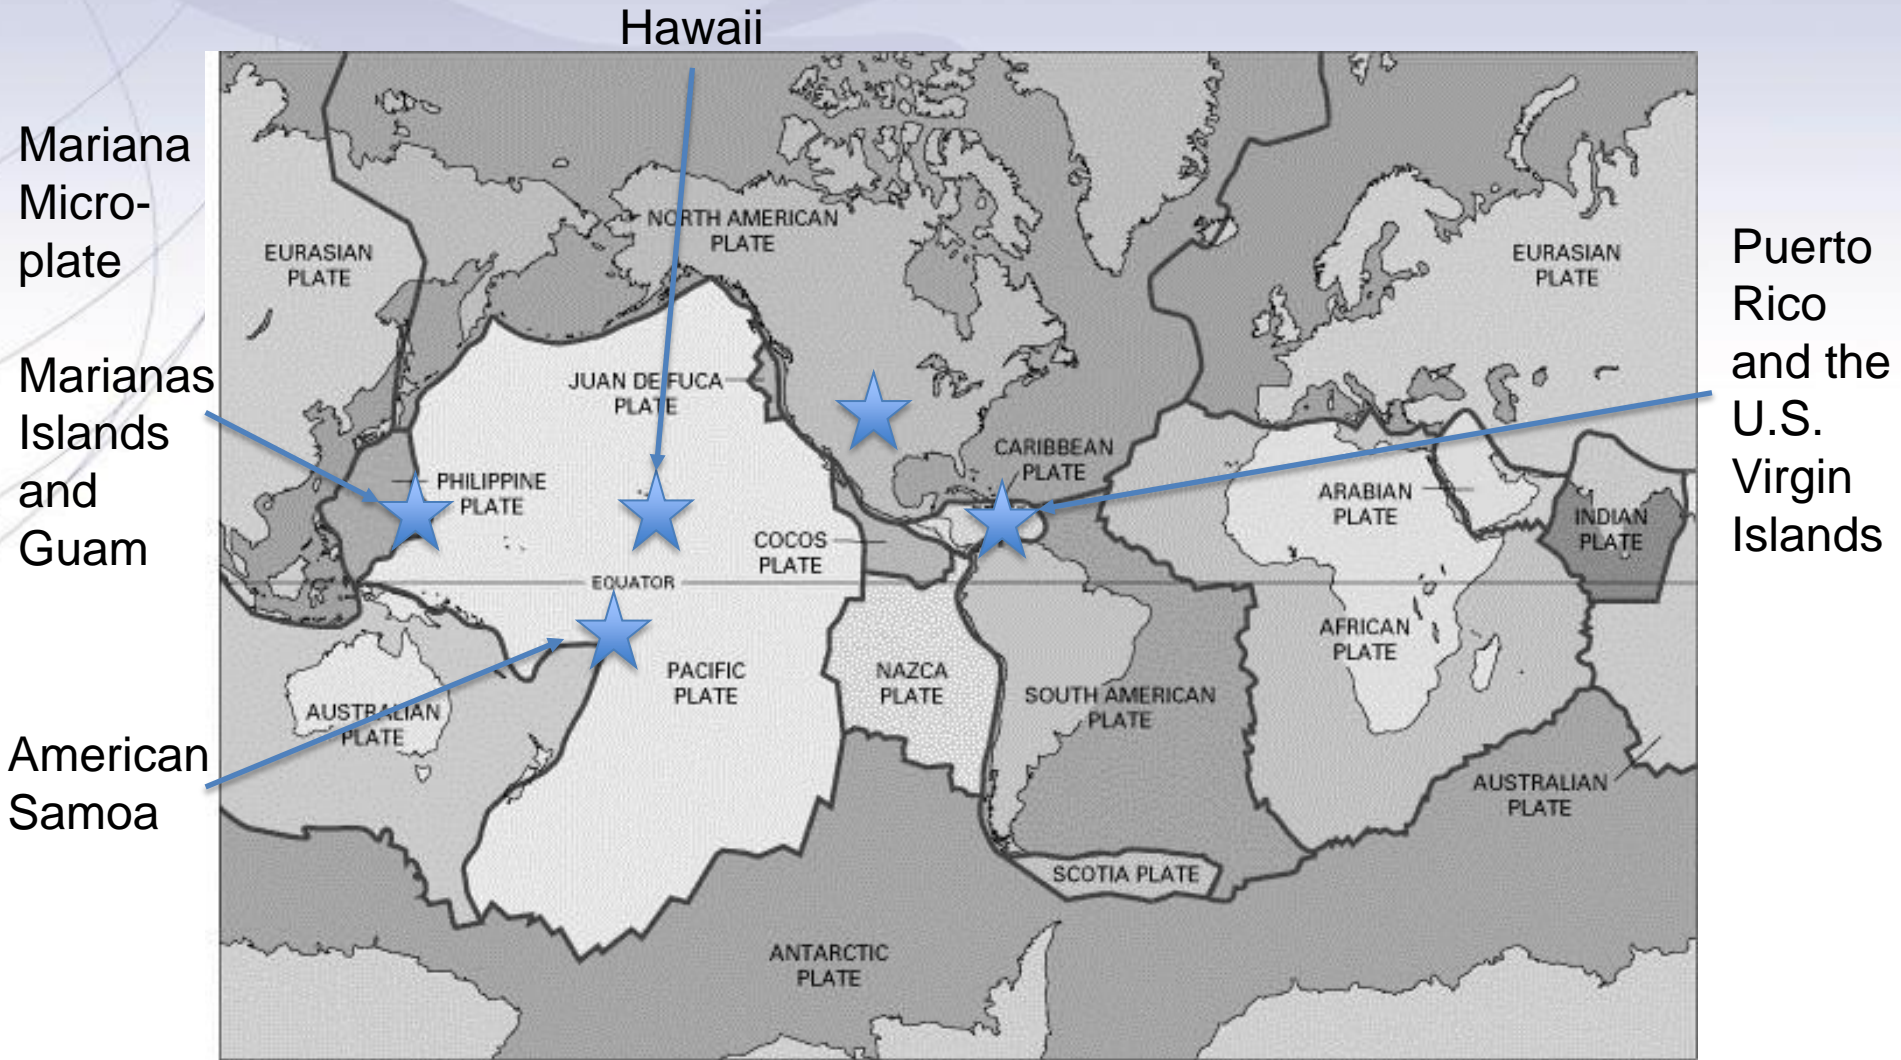 Hawaii
Mariana
Micro-
plate
Marianas
Islands
and
Guam
American
Samoa
NORTH AMERICAN
PLATE
EURASIAN
PLATE
JUAN DE FUCA
PLATE
PHILIPPINE
PLATE
COCOS
PLATE
CARIBBEAN
PLATE
EQUATOR
PACIFIC
PLATE
NAZCA
PLATE
SOUTH AMERICAN
PLATE
AUSTRALIAN
PLATE
EURASIAN
PLATE
ARABIAN
PLATE
INDIAN
PLATE
AFRICAN
PLATE
AUSTRALIAN
PLATE
SCOTIA PLATE
ANTARCTIC
PLATE
Puerto
Rico
and the
U.S.
Virgin
Islands